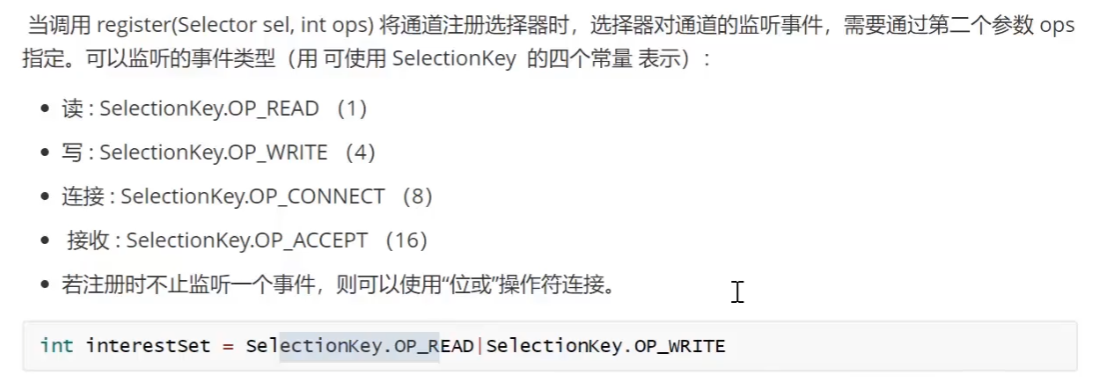 当调用 register(Selector sel, int ops) 将通道注册选择器时，选择器对通道的监听事件，需要通过第二个参数 ops
指定。可以监听的事件类型（用 可使用 SelectionKey 的四个常量 表示）:
• 读 : SelectionKey.OP_READ （1）
• 写 : SelectionKey.OP_WRITE （4）
• 连接 : SelectionKey.OP_CONNECT （8）
• 接收 : SelectionKey.OP_ACCEPT （16）
• 若注册时不止监听一个事件，则可以使用“位或”操作符连接。
int interestSet = SelectionKey.OP_READ|SelectionKey.OP_WRITE